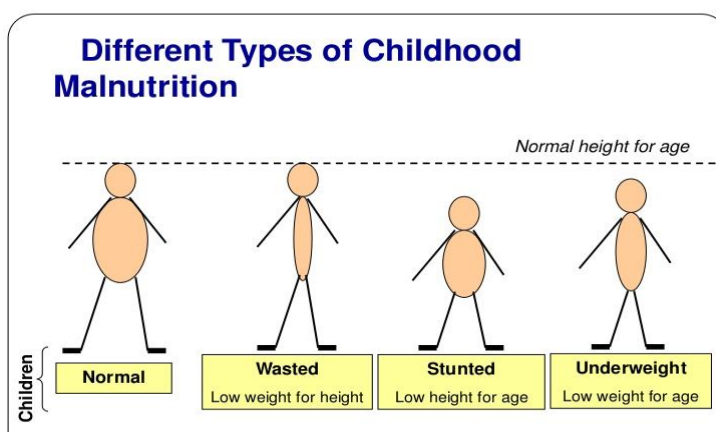 Different Types of Childhood
Malnutrition
Normal height for age
Children
Normal
Wasted
Low weight for height
Stunted
Low height for age
Underweight
Low weight for age